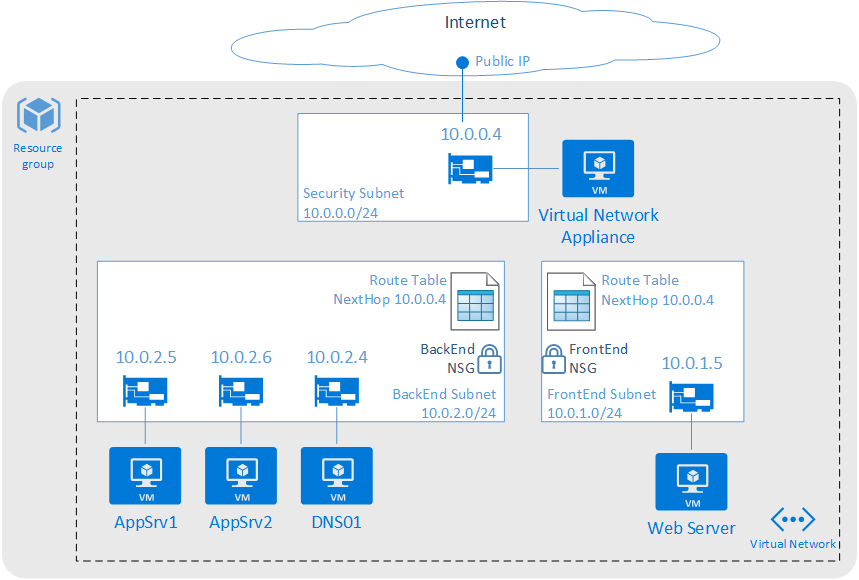 Internet
Public IP
Resource
group
10.0.0.4
Security Subnet
10.0.0.0/24
VM
Virtual Network
Appliance
Route Table
NextHop 10.0.0.4
BackEnd
NSG
BackEnd Subnet
10.0.2.0/24
10.0.2.5
10.0.2.6
10.0.2.4
VM
VM
VM
AppSrv1
AppSrv2
DNS01
Route Table
NextHop 10.0.0.4
FrontEnd
NSG
FrontEnd Subnet
10.0.1.0/24
10.0.1.5
VM
Web Server
Virtual Network